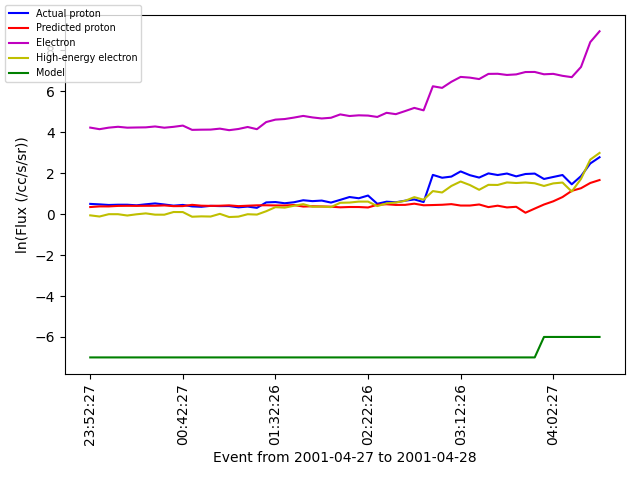 Actual proton
Predicted proton
Electron
High-energy electron
Model
8
6
4
2
0
−2
−4
−6
ln(Flux (/cc/s/sr))
23:52:27
00:42:27
01:32:26
02:22:26
03:12:26
04:02:27
Event from 2001-04-27 to 2001-04-28